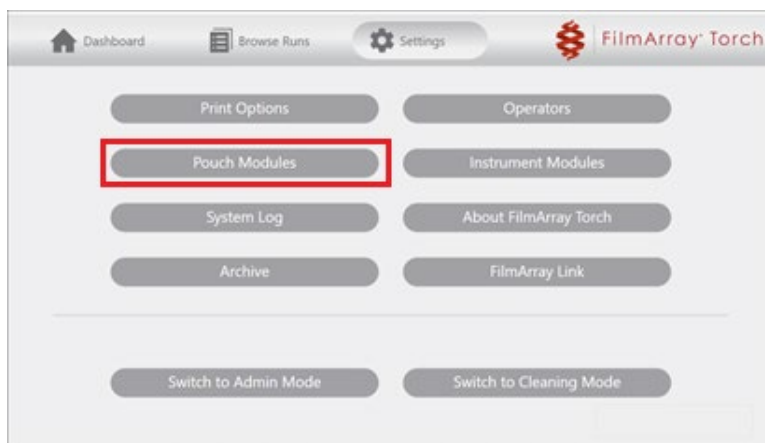 Dashboard Browse Runs Settings FilmArray® Torch
Print Options Operators
Pouch Modules Instrument Modules
System Log About FilmArray Torch
Archive FilmArray Link
Switch to Admin Mode Switch to Cleaning Mode